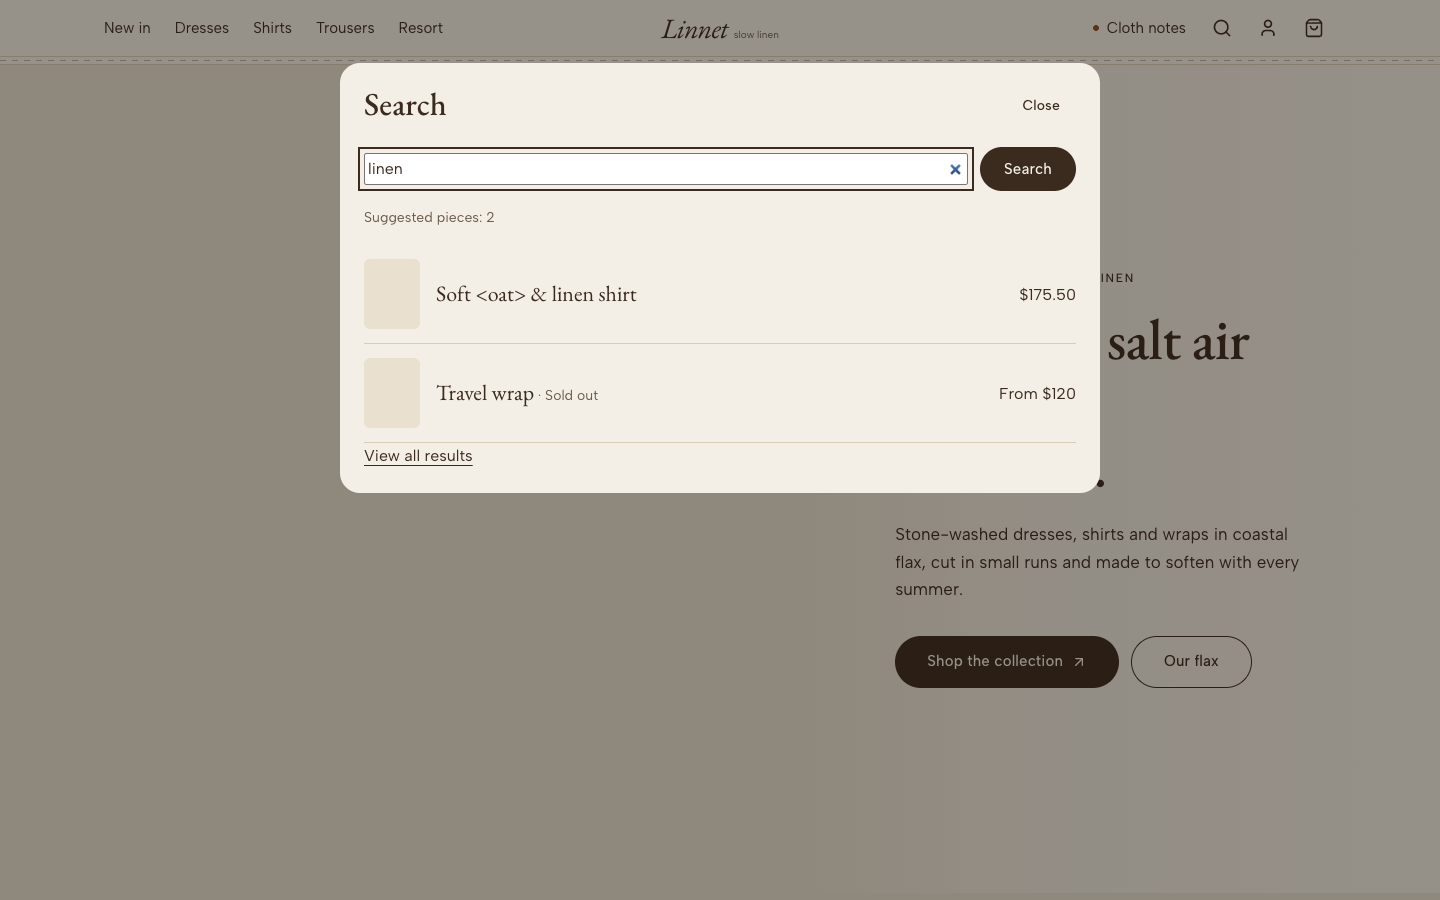 New in Dresses Shirts Trousers Resort Linnet slow linen Cloth notes
Search Close
linen Search
Suggested pieces: 2
Soft <oat> & linen shirt $175.50
Travel wrap · Sold out From $120
View all results
salt air
Stone-washed dresses, shirts and wraps in coastal
flax, cut in small runs and made to soften with every
summer.
Shop the collection Our flax